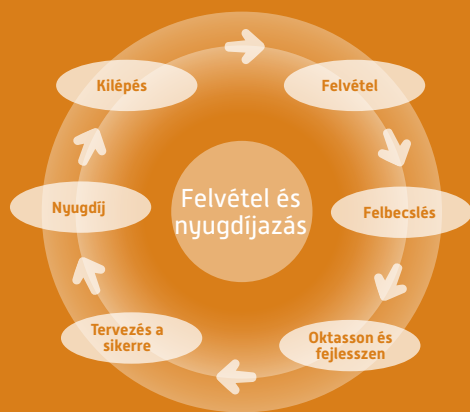 Kilépés
Felvétel
Nyugdíj
Felvétel és
nyugdíjazás
Felbecslés
Tervezés a
sikerre
Oktasson és
fejlesszen